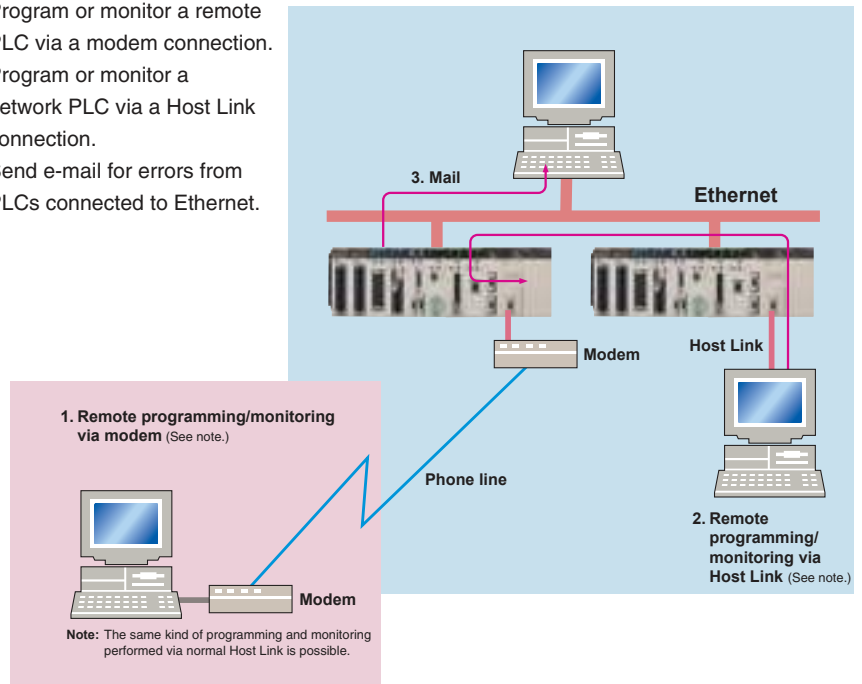 Program or monitor a remote
PLC via a modem connection.
Program or monitor a
network PLC via a Host Link
connection.
Send e-mail for errors from
PLCs connected to Ethernet.
3. Mail
Ethernet
Modem
Host Link
1. Remote programming/monitoring
via modem (See note.)
Phone line
2. Remote
programming/
monitoring via
Host Link (See note.)
Modem
Note: The same kind of programming and monitoring
performed via normal Host Link is possible.